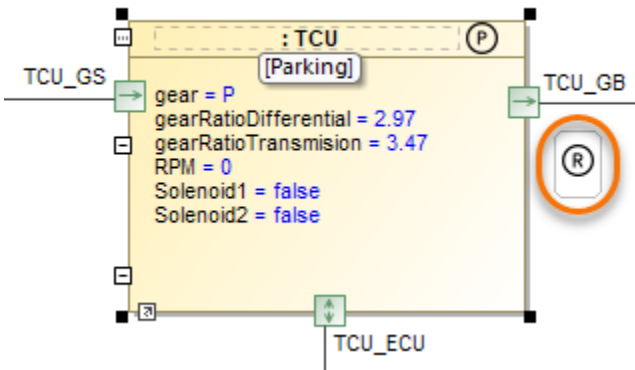 : TCU
P
[Parking]
TCU_GS
TCU_GB
gear = P
gearRatioDifferential = 2.97
gearRatioTransmision = 3.47
RPM = 0
Solenoid1 = false
Solenoid2 = false
R
TCU_ECU